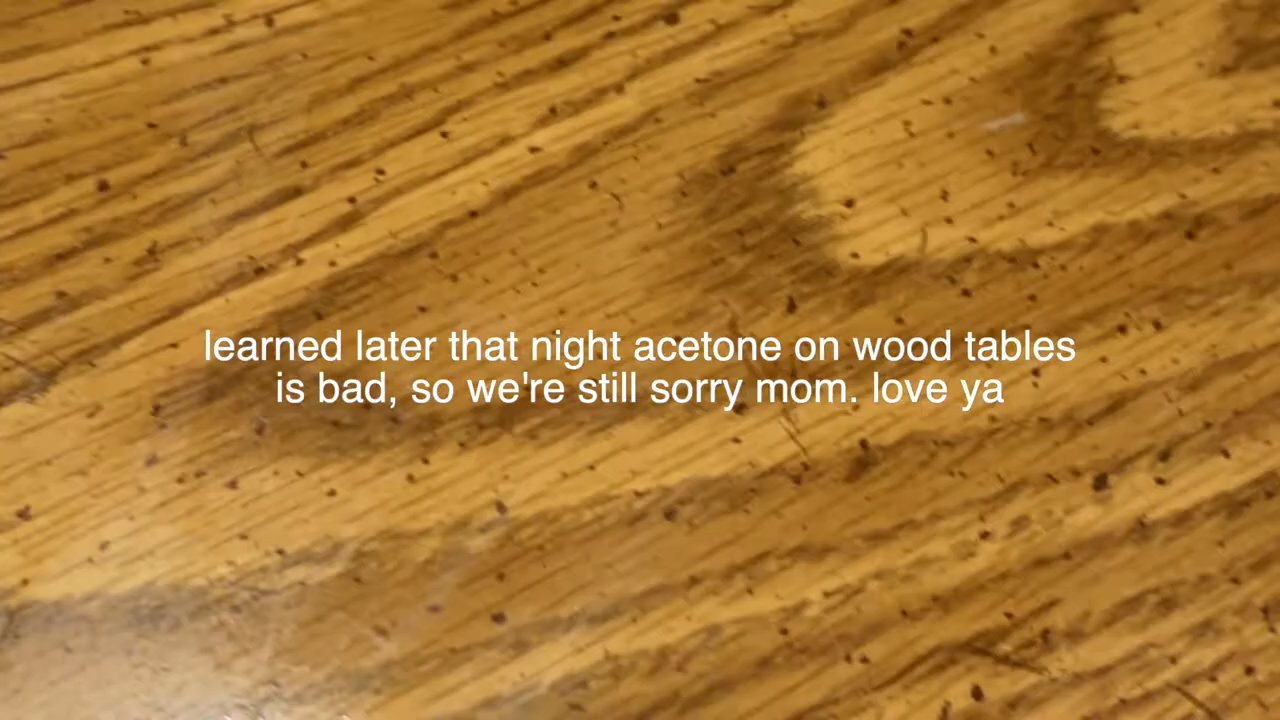 learned later that night acetone on wood tables
is bad, so we're still sorry mom. love ya